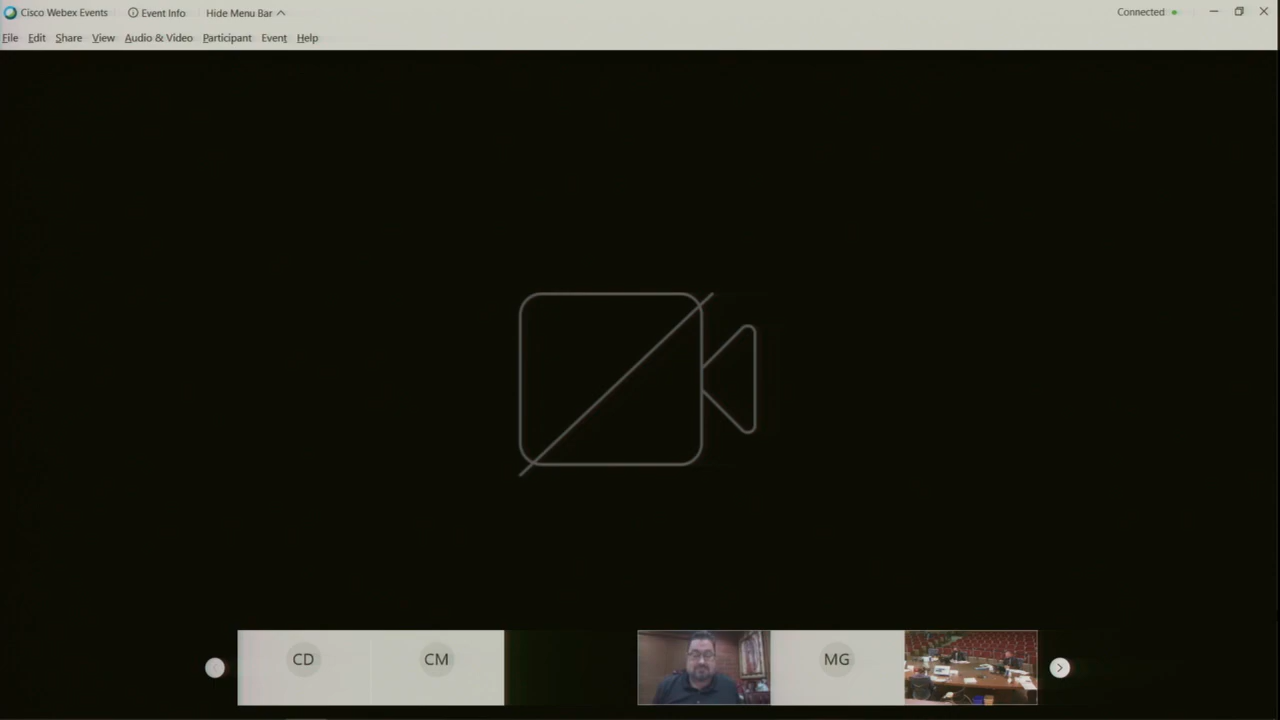 Cisco Webex Events Event Info Hide Menu Bar Connected
File Edit Share View Audio & Video Participant Event Help
CD CM MG